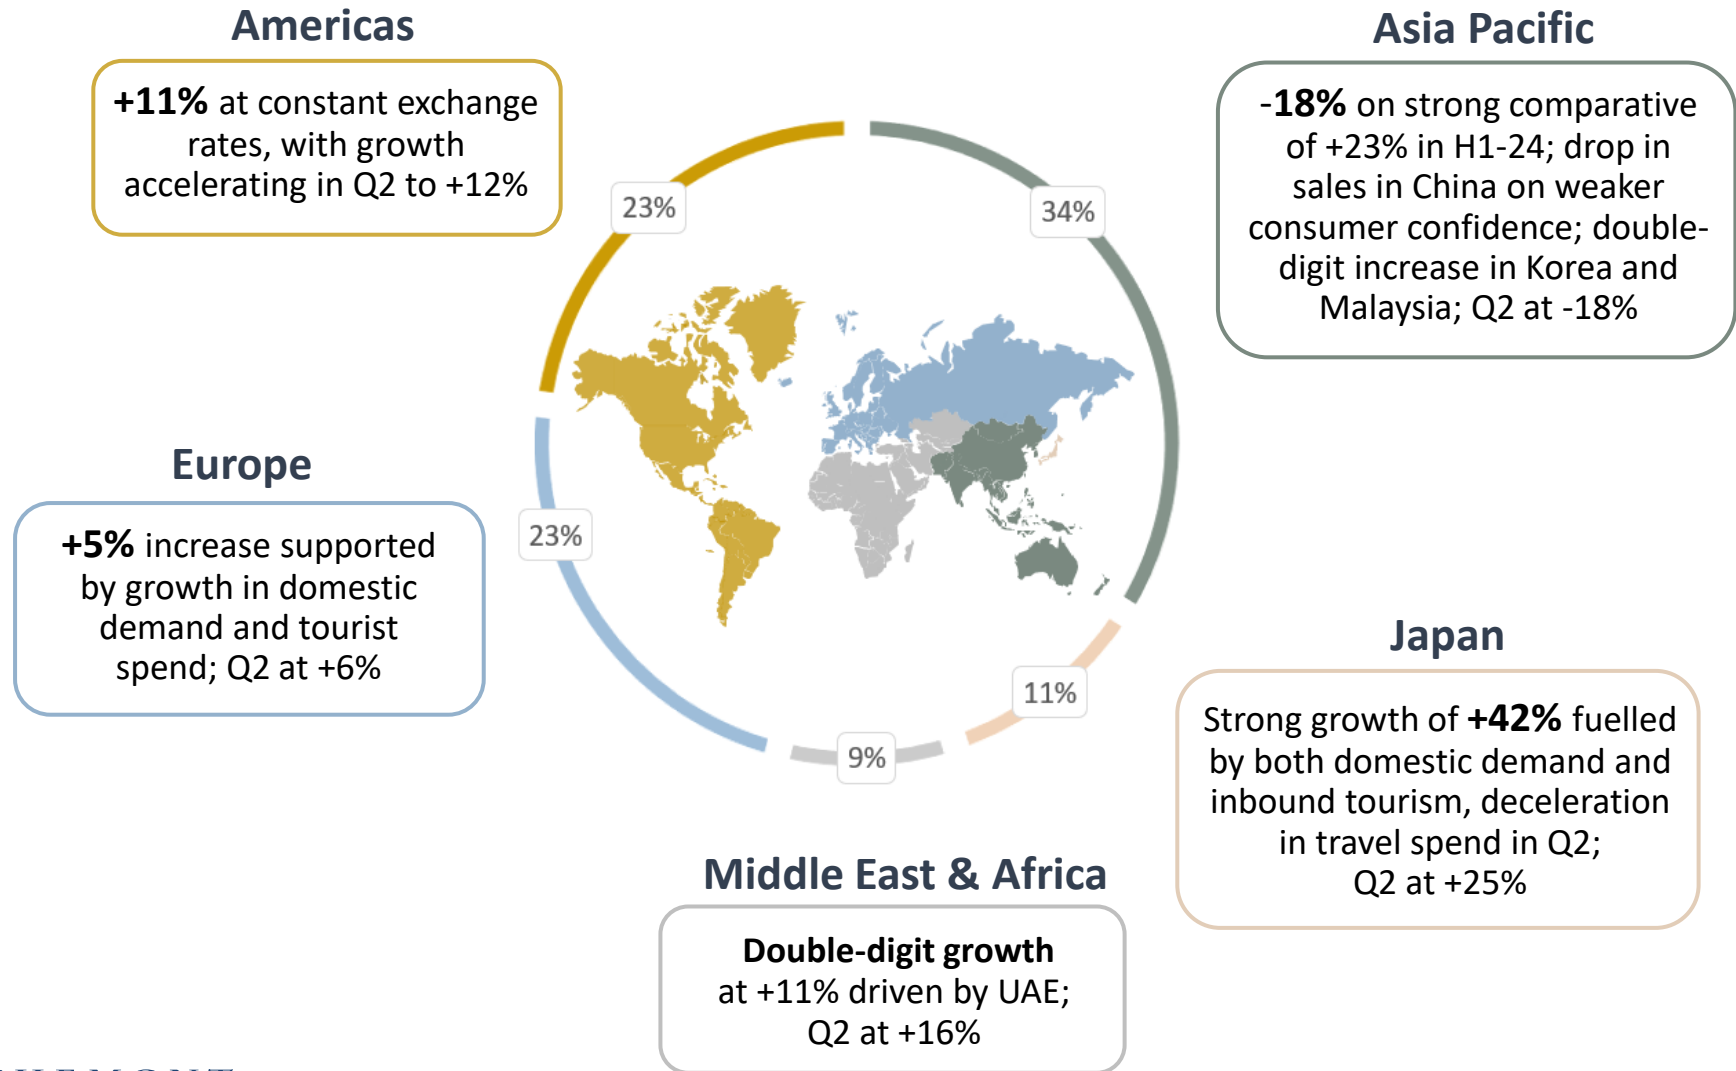 Americas
+11% at constant exchange
rates, with growth
accelerating in Q2 to +12%
Asia Pacific
-18% on strong comparative
of +23% in H1-24; drop in
sales in China on weaker
consumer confidence; double-
digit increase in Korea and
Malaysia; Q2 at -18%
23%
34%
Europe
+5% increase supported
by growth in domestic
demand and tourist
spend; Q2 at +6%
23%
11%
9%
Japan
Strong growth of +42% fuelled
by both domestic demand and
inbound tourism, deceleration
in travel spend in Q2;
Q2 at +25%
Middle East & Africa
Double-digit growth
at +11% driven by UAE;
Q2 at +16%